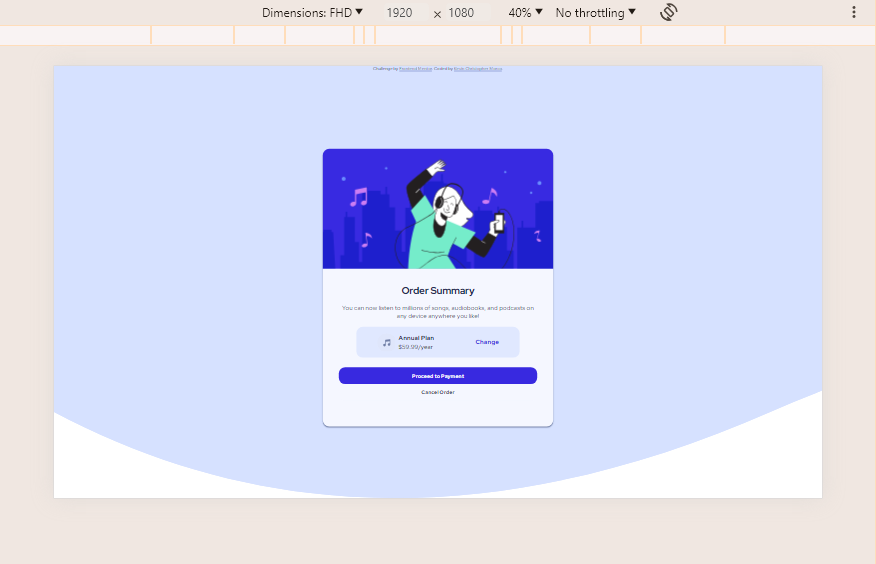 Dimensions: FHD 1920 × 1080 40% No throttling
Challenge by Frontend Mentor. Coded by
Order Summary
You can now listen to millions of songs, audiobooks, and podcasts on
any device anywhere you like!
Annual Plan
$59.99/year
Change
Proceed to Payment
Cancel Order